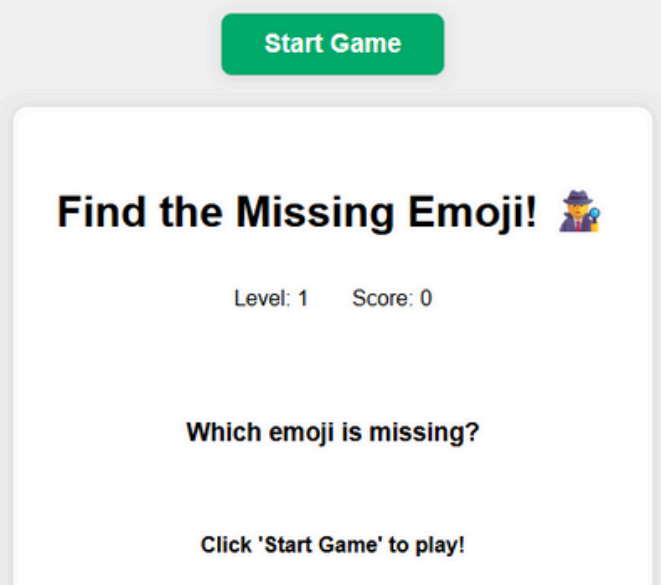 Start Game
Find the Missing Emoji! 🕵️
Level: 1 Score: 0
Which emoji is missing?
Click 'Start Game' to play!